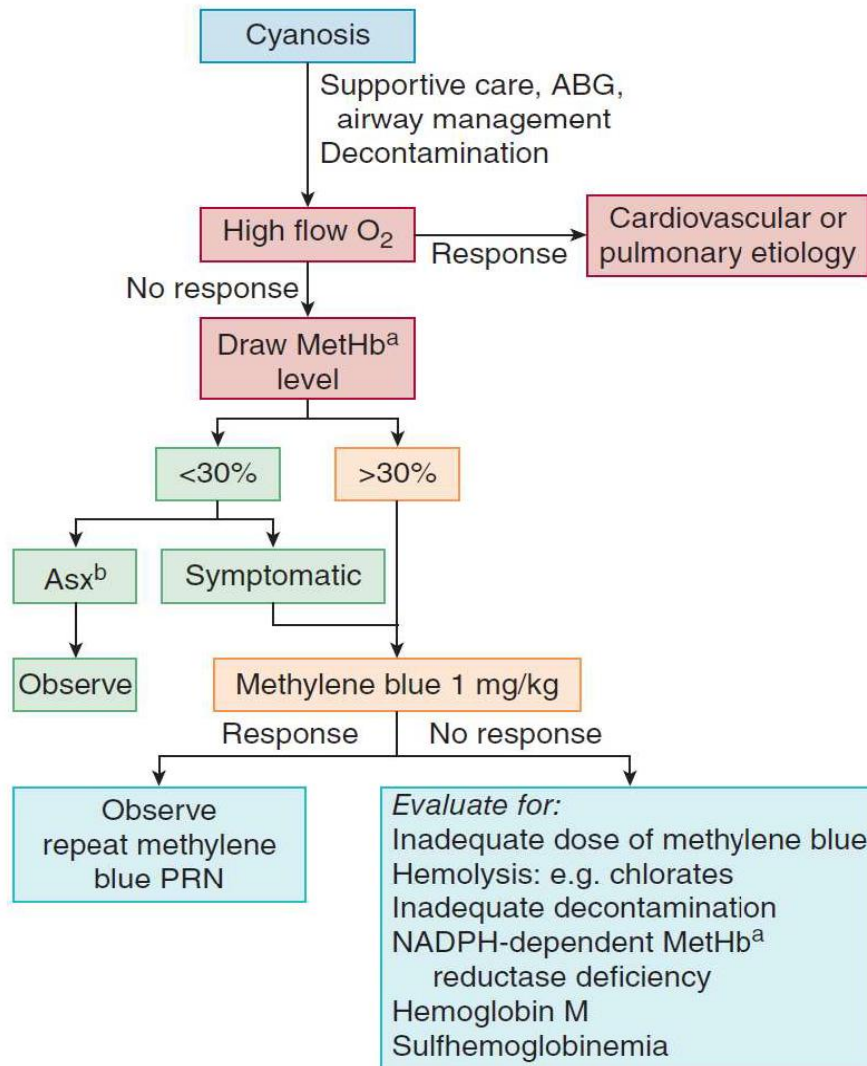 Cyanosis
Supportive care, ABG,
airway management
Decontamination
High flow O₂
Response
Cardiovascular or
pulmonary etiology
No response
Draw MetHbᵃ
level
<30%
>30%
Asxᵇ
Symptomatic
Observe
Methylene blue 1 mg/kg
Response
No response
Observe
repeat methylene
blue PRN
Evaluate for:
Inadequate dose of methylene blue
Hemolysis: e.g. chlorates
Inadequate decontamination
NADPH-dependent MetHbᵃ
reductase deficiency
Hemoglobin M
Sulfhemoglobinemia